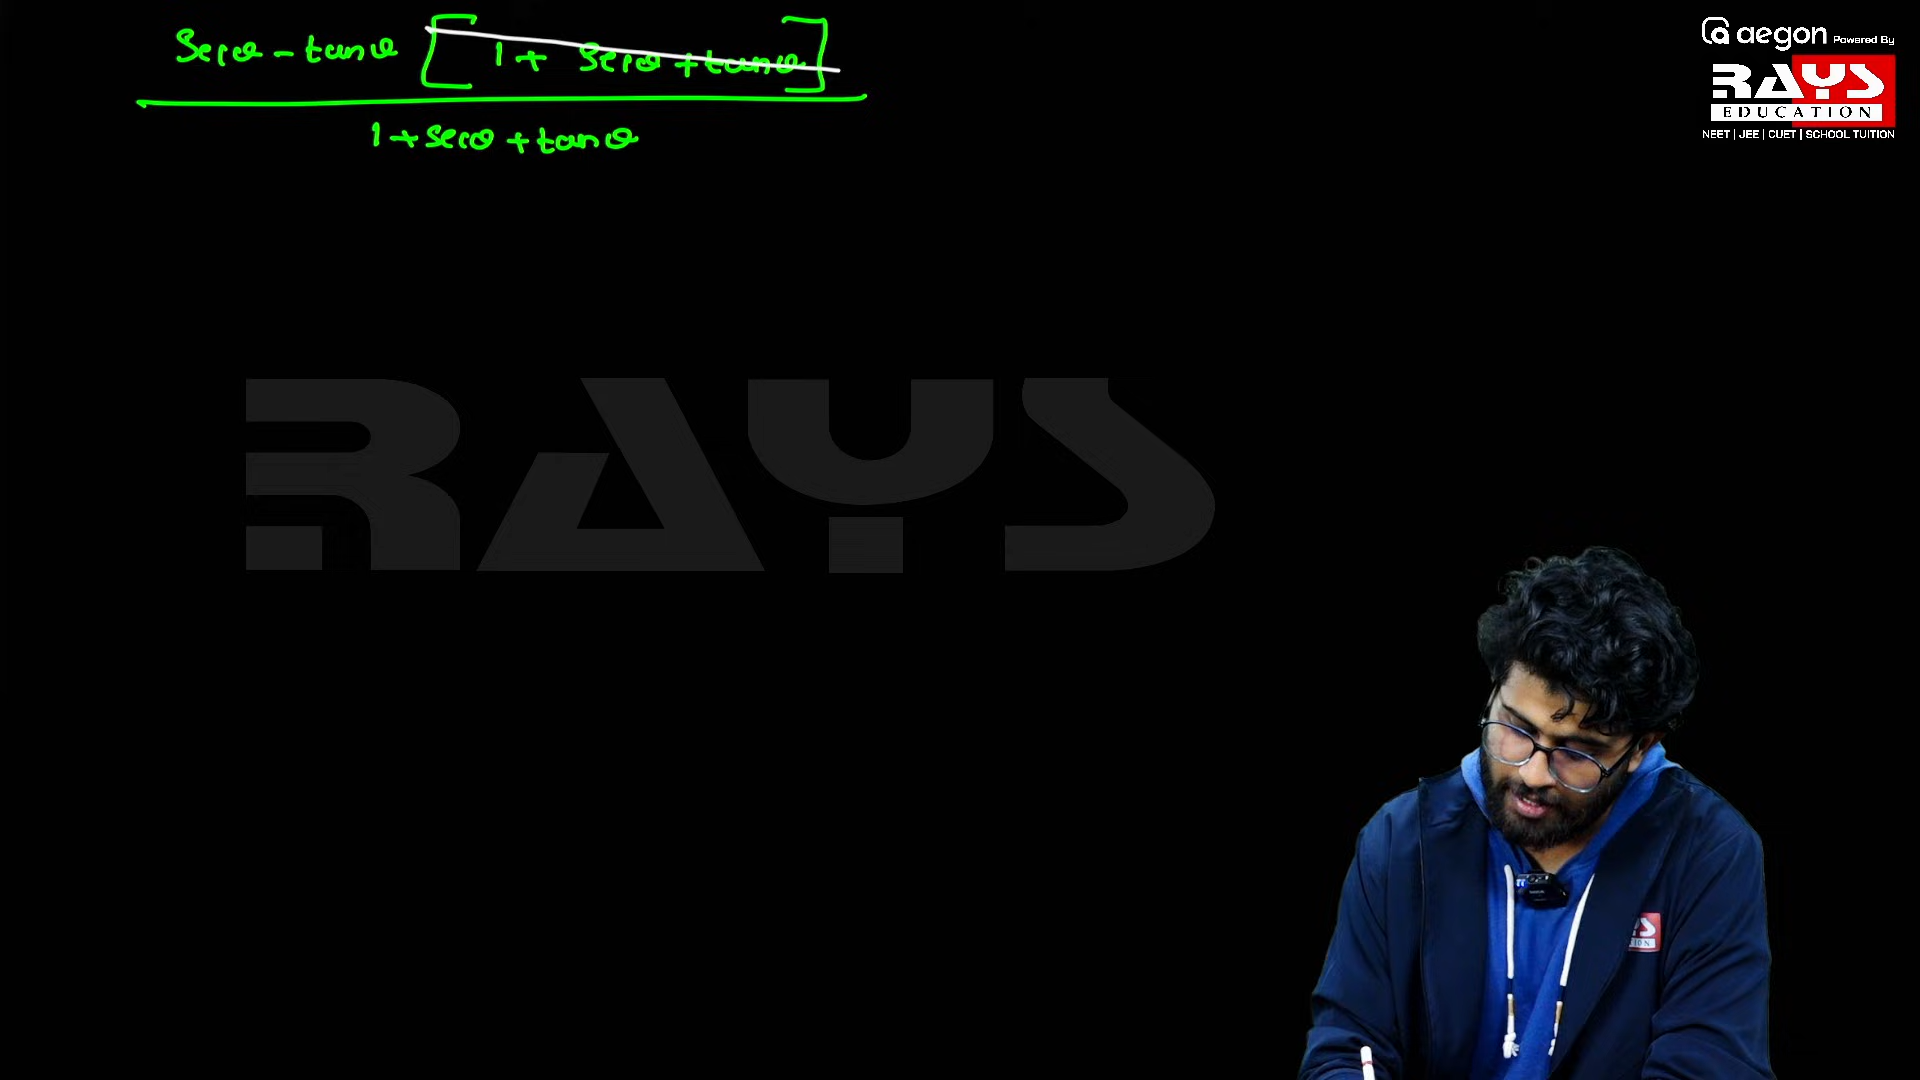 Secθ - tanθ [ 1 + Secθ + tanθ ]
1 + Secθ + tanθ
aegon Powered By
RAYS
EDUCATION
NEET | JEE | CUET | SCHOOL TUITION
RAYS